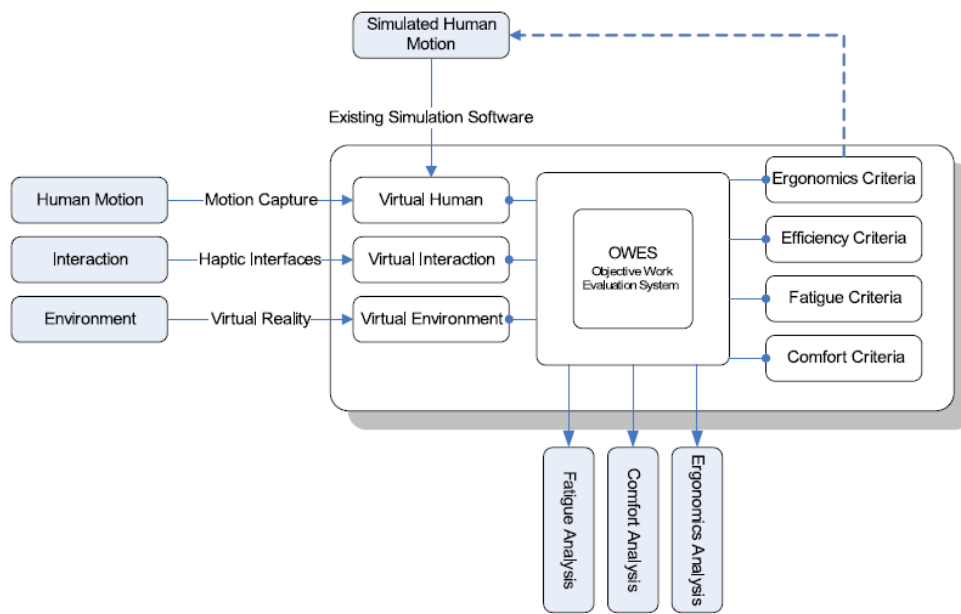 Simulated Human
Motion
Existing Simulation Software
Human Motion
Motion Capture
Virtual Human
Ergonomics Criteria
Interaction
Haptic Interfaces
Virtual Interaction
OWES
Objective Work
Evaluation System
Efficiency Criteria
Environment
Virtual Reality
Virtual Environment
Fatigue Criteria
Comfort Criteria
Fatigue Analysis
Comfort Analysis
Ergonomics Analysis